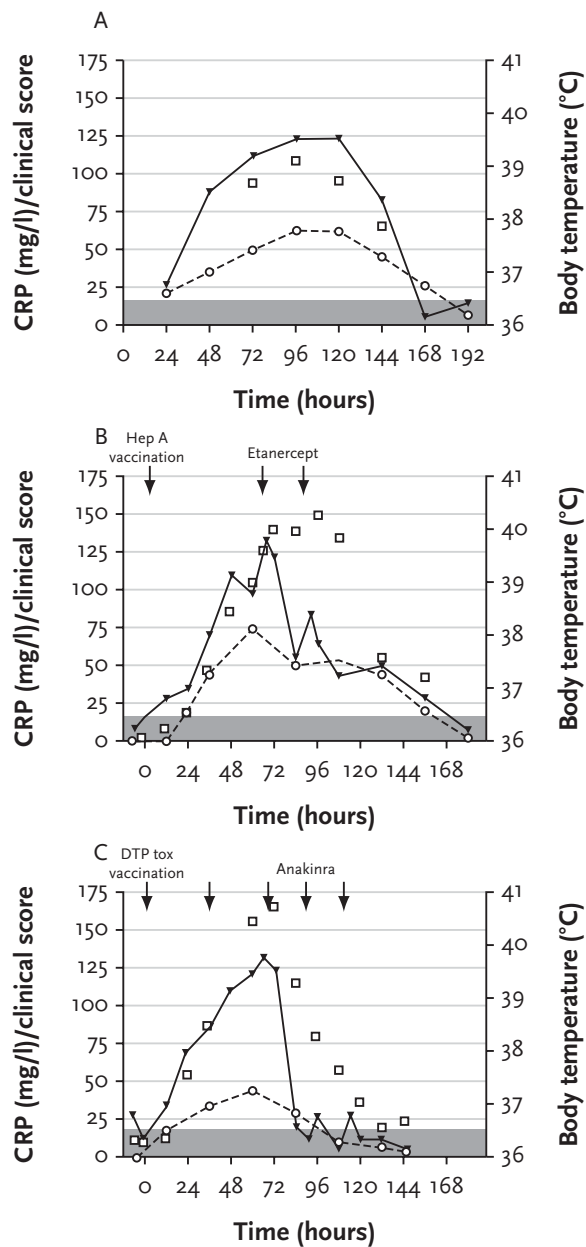 A
175
150
125
100
75
50
25
0
41
40
39
38
37
36
CRP (mg/l)/clinical score
Body temperature (°C)
0 24 48 72 96 120 144 168 192
Time (hours)
B
Hep A
vaccination
Etanercept
175
150
125
100
75
50
25
0
41
40
39
38
37
36
CRP (mg/l)/clinical score
Body temperature (°C)
0 24 48 72 96 120 144 168
Time (hours)
C
DTP tox
vaccination
Anakinra
175
150
125
100
75
50
25
0
41
40
39
38
37
36
CRP (mg/l)/clinical score
Body temperature (°C)
0 24 48 72 96 120 144 168
Time (hours)